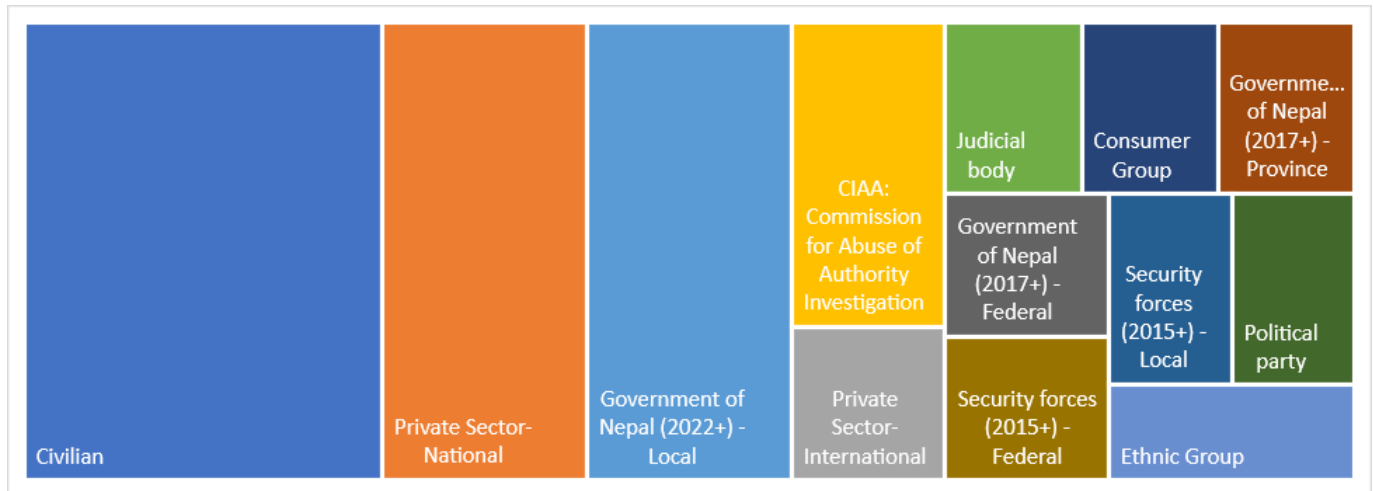 Civilian
Private Sector-
National
Government of
Nepal (2022+) -
Local
CIAA:
Commission
for Abuse of
Authority
Investigation
Private
Sector-
International
Judicial
body
Consumer
Group
Governme...
of Nepal
(2017+) -
Province
Government
of Nepal
(2017+) -
Federal
Security forces
(2015+) -
Federal
Security
forces
(2015+) -
Local
Political
party
Ethnic Group